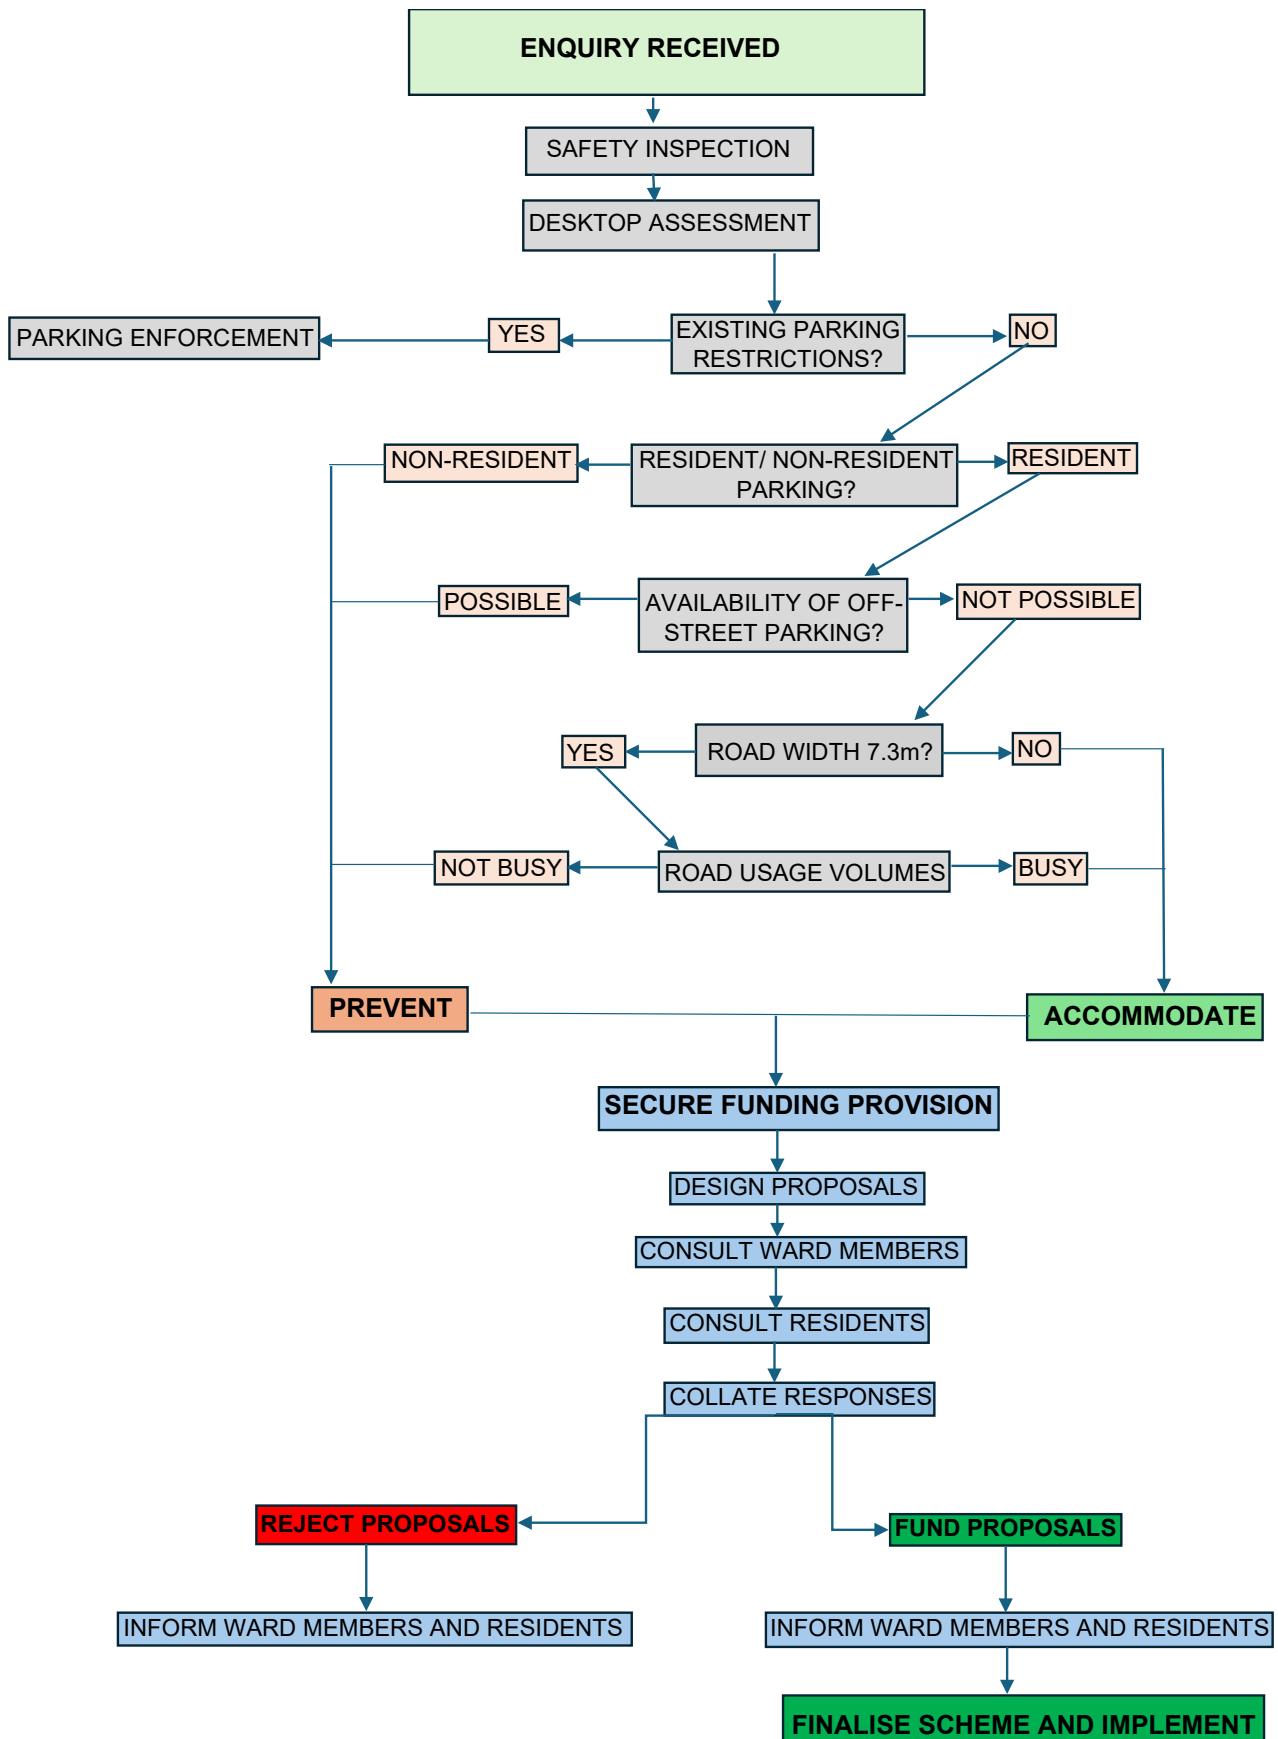 ENQUIRY RECEIVED
SAFETY INSPECTION
DESKTOP ASSESSMENT
PARKING ENFORCEMENT
YES
EXISTING PARKING
RESTRICTIONS?
NO
NON-RESIDENT
RESIDENT/ NON-RESIDENT
PARKING?
RESIDENT
POSSIBLE
AVAILABILITY OF OFF-
STREET PARKING?
NOT POSSIBLE
YES
ROAD WIDTH 7.3m?
NO
NOT BUSY
ROAD USAGE VOLUMES
BUSY
PREVENT
ACCOMMODATE
SECURE FUNDING PROVISION
DESIGN PROPOSALS
CONSULT WARD MEMBERS
CONSULT RESIDENTS
COLLATE RESPONSES
REJECT PROPOSALS
FUND PROPOSALS
INFORM WARD MEMBERS AND RESIDENTS
INFORM WARD MEMBERS AND RESIDENTS
FINALISE SCHEME AND IMPLEMENT